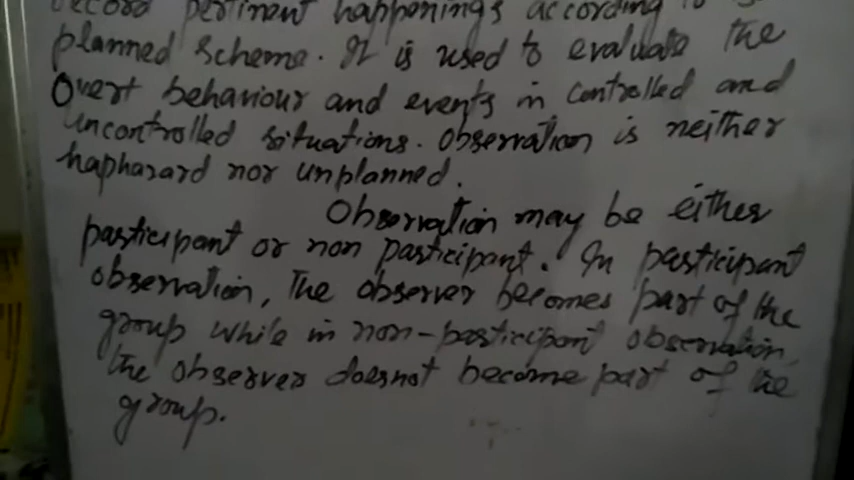 record pertinent happenings according to
planned scheme. It is used to evaluate the
Overt behaviour and events in controlled and
uncontrolled situations. Observation is neither
haphazard nor unplanned.
Observation may be either
participant or non participant. In participant
observation, The observer becomes part of the
group while in non-participant observation,
the observer doesnot become part of the
group.